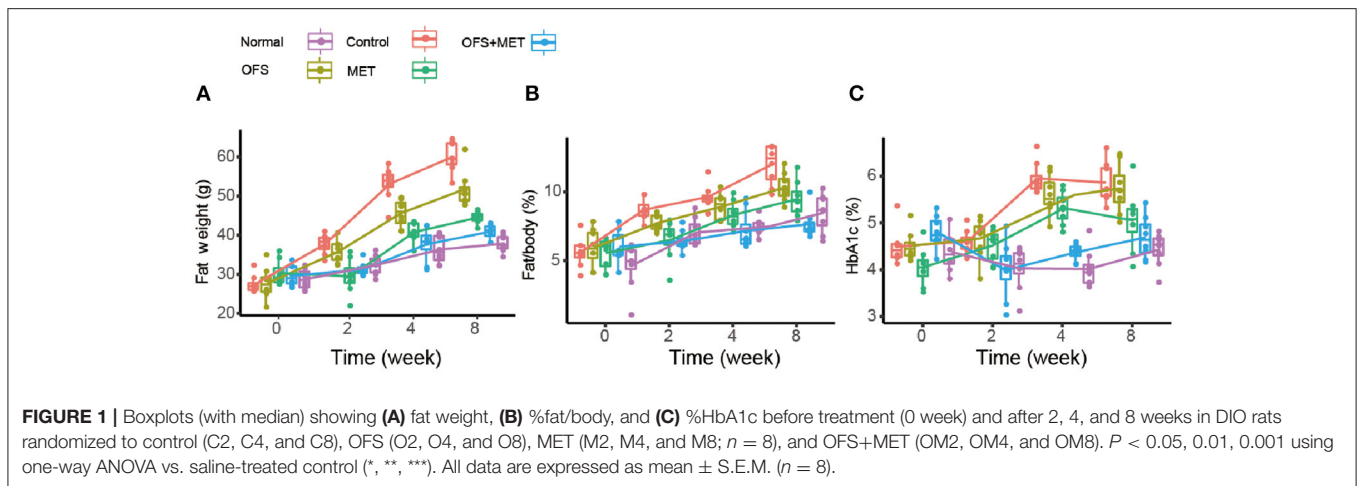 Normal Control OFS+MET
OFS MET
A
B
C
Fat weight (g)
60
50
40
30
20
0 2 4 8
Time (week)
Fat/body (%)
10
5
0 2 4 8
Time (week)
HbA1c (%)
6
5
4
3
0 2 4 8
Time (week)
FIGURE 1 | Boxplots (with median) showing (A) fat weight, (B) %fat/body, and (C) %HbA1c before treatment (0 week) and after 2, 4, and 8 weeks in DIO rats
randomized to control (C2, C4, and C8), OFS (O2, O4, and O8), MET (M2, M4, and M8; n = 8), and OFS+MET (OM2, OM4, and OM8). P < 0.05, 0.01, 0.001 using
one-way ANOVA vs. saline-treated control (*, **, ***). All data are expressed as mean ± S.E.M. (n = 8).